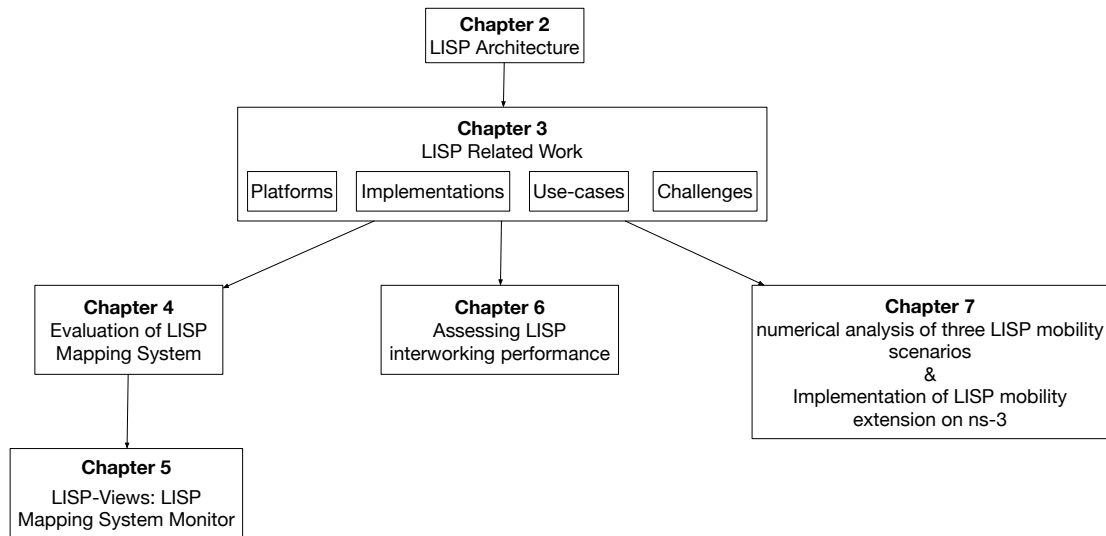 Chapter 2
LISP Architecture
Chapter 3
LISP Related Work
Platforms
Implementations
Use-cases
Challenges
Chapter 4
Evaluation of LISP
Mapping System
Chapter 6
Assessing LISP
interworking performance
Chapter 7
numerical analysis of three LISP mobility
scenarios
&
Implementation of LISP mobility
extension on ns-3
Chapter 5
LISP-Views: LISP
Mapping System Monitor